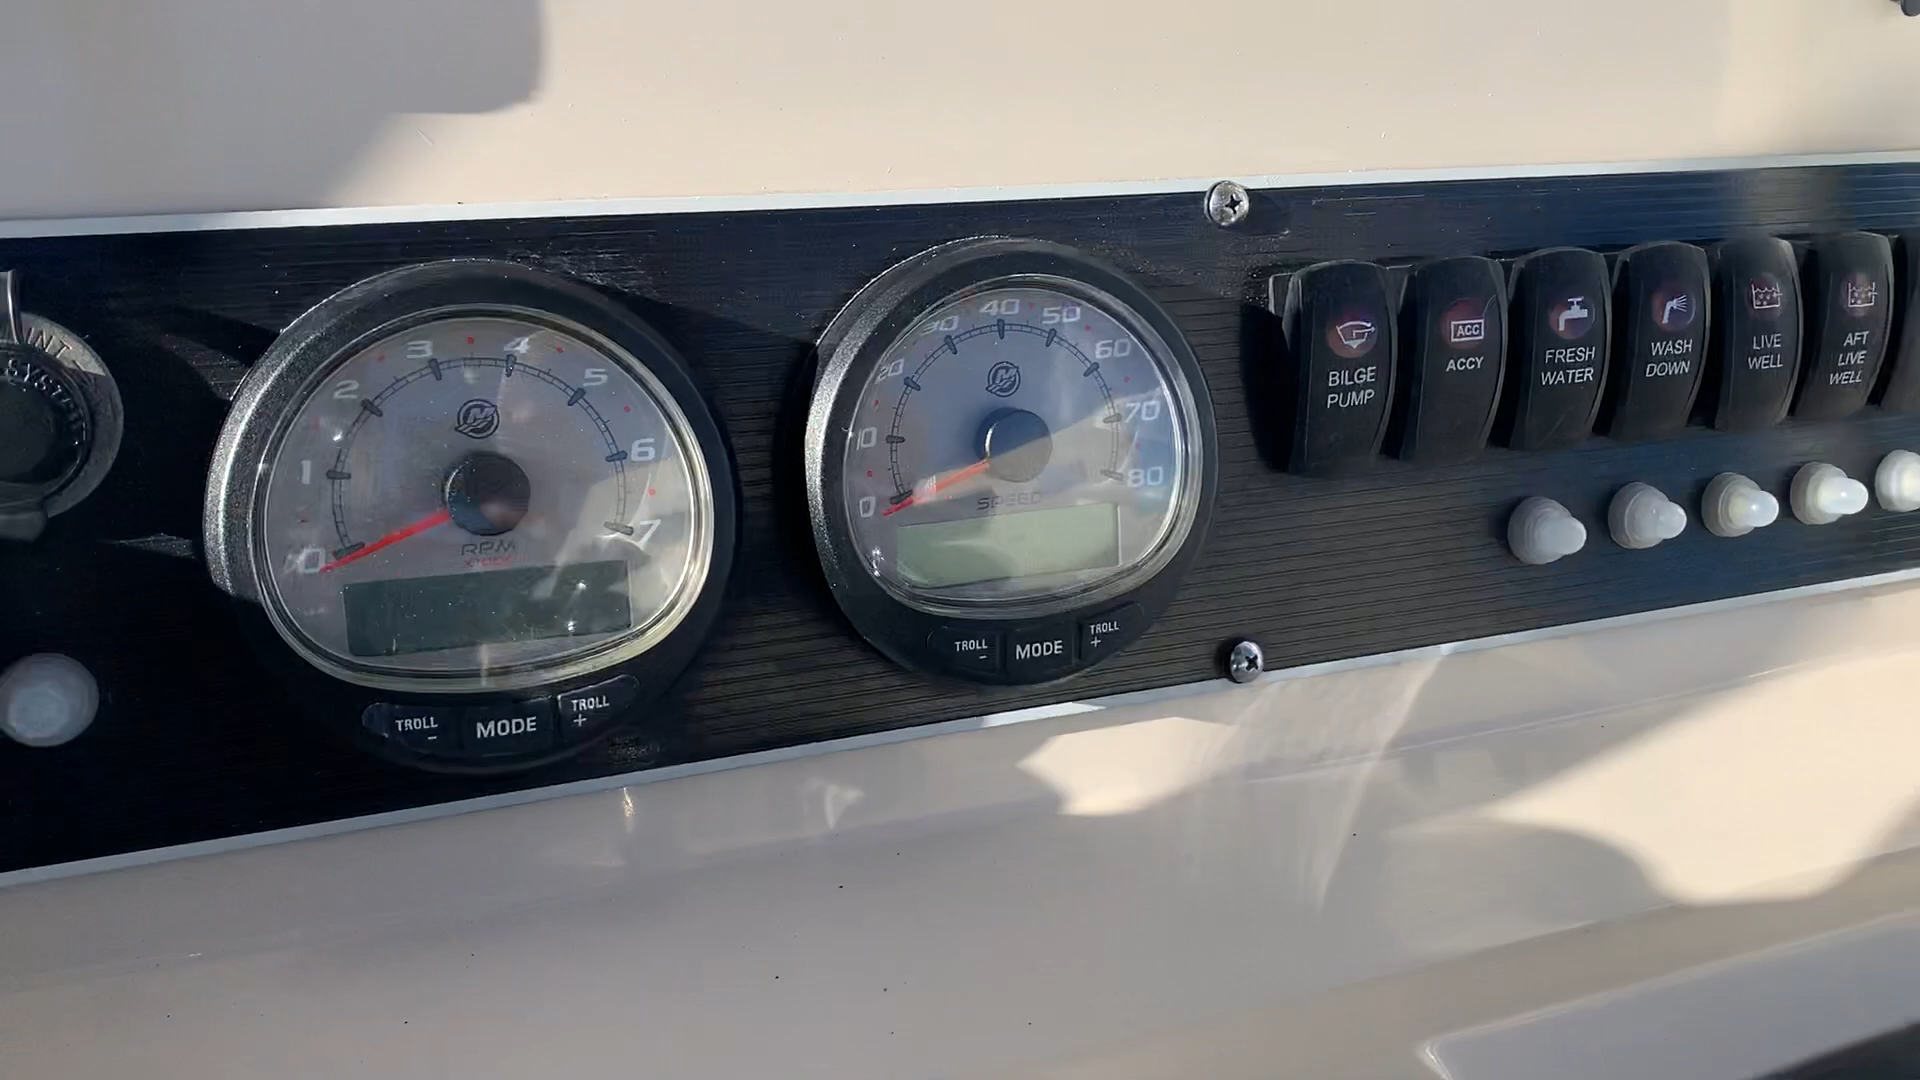 SYSTEMS
0
1
2
3
4
5
6
7
RPM
X1000
TROLL
-
MODE
TROLL
+
0
10
20
30
40
50
60
70
80
SPEED
TROLL
-
MODE
TROLL
+
BILGE
PUMP
ACC
ACCY
FRESH
WATER
WASH
DOWN
LIVE
WELL
AFT
LIVE
WELL